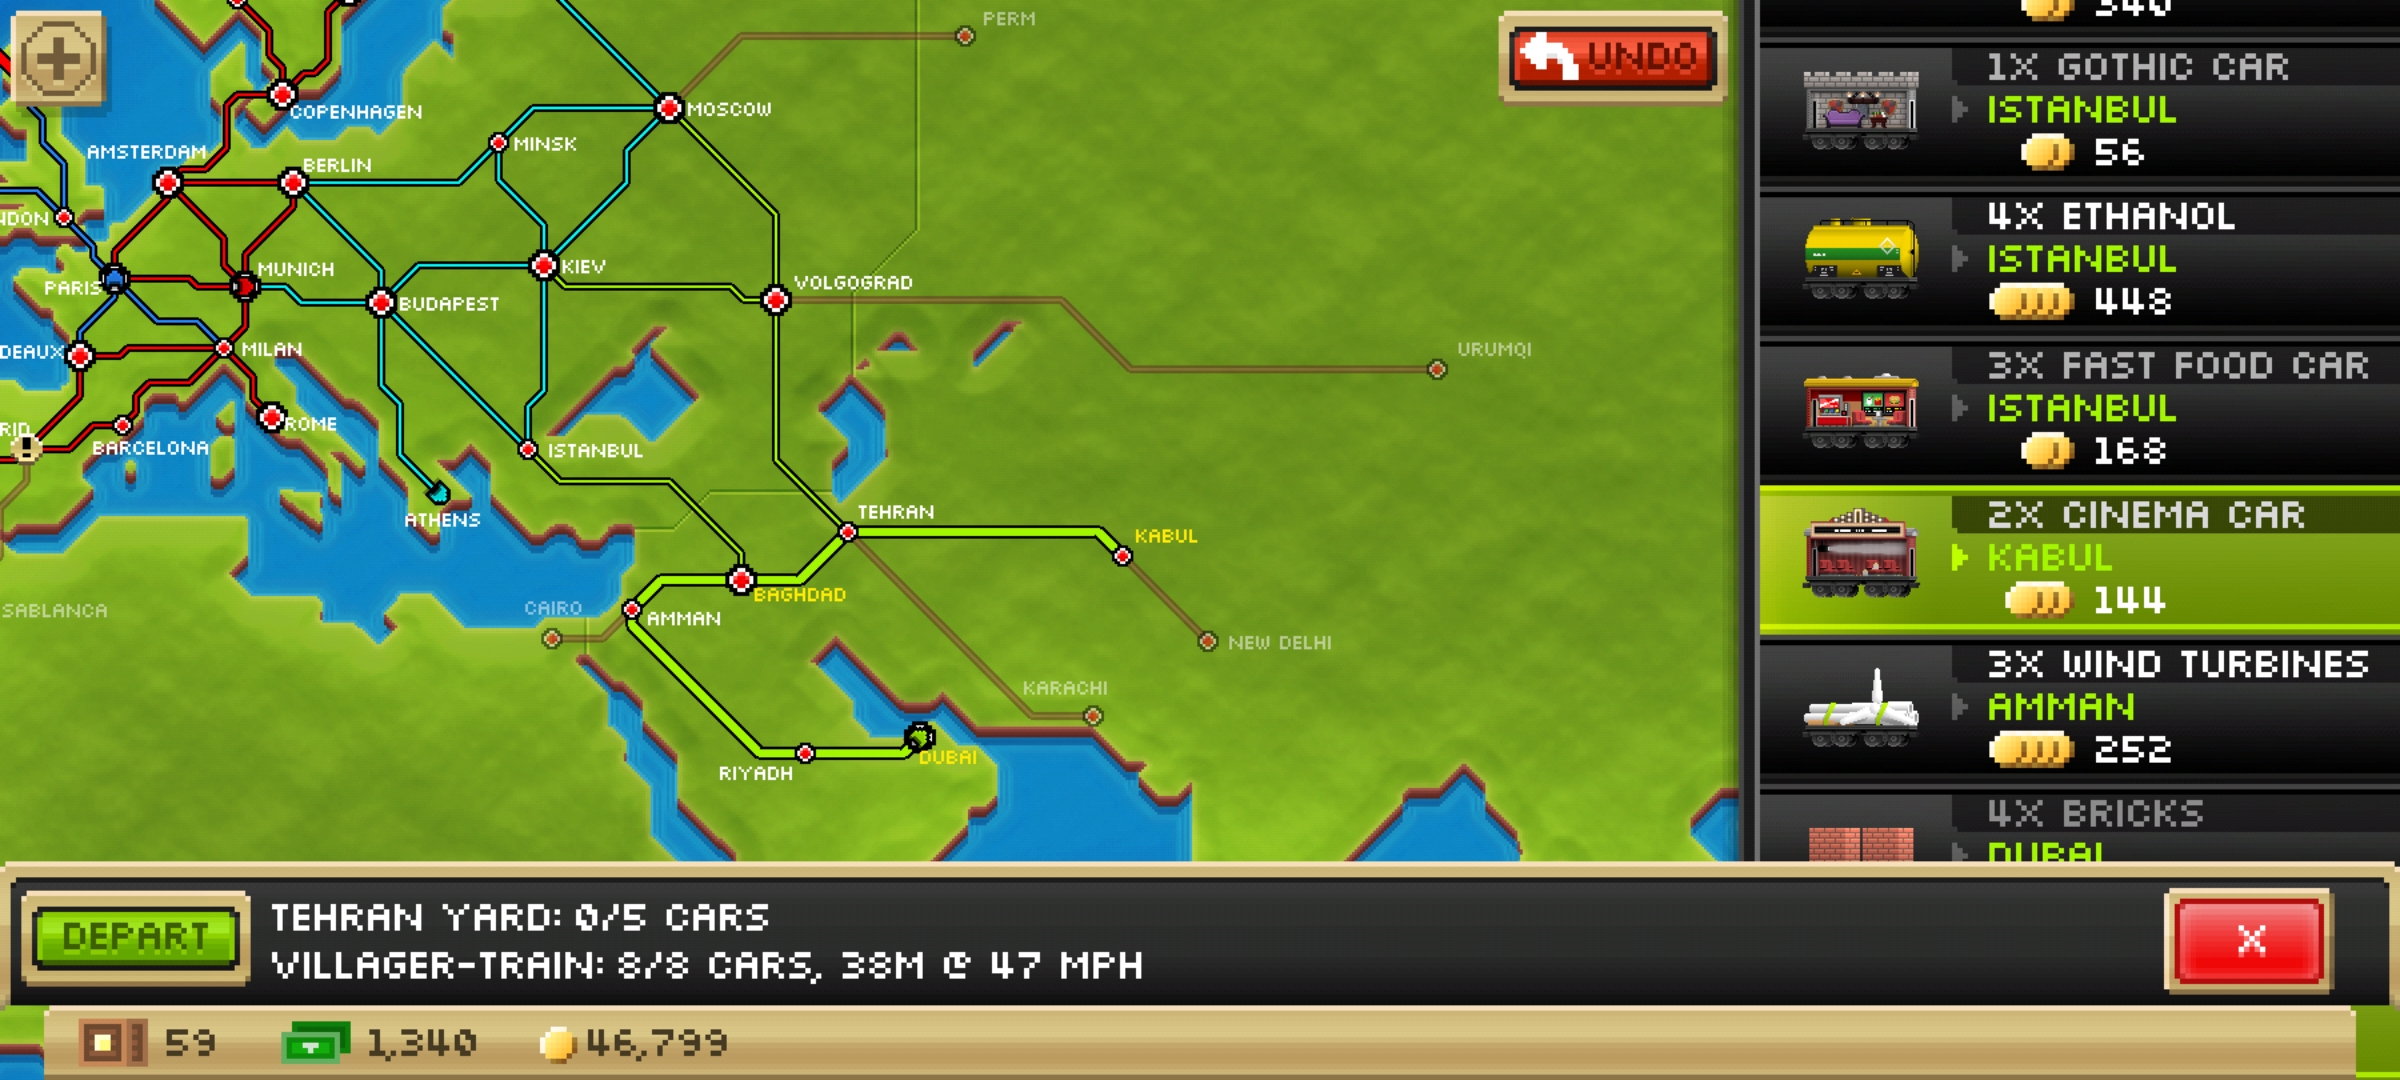 PERM
UNDO
COPENHAGEN
MOSCOW
MINSK
AMSTERDAM
BERLIN
KIEV
MUNICH
PARIS
BUDAPEST
VOLGOGRAD
DEAUX
MILAN
URUMQI
ROME
BARCELONA
ISTANBUL
ATHENS
TEHRAN
KABUL
BAGHDAD
SABLANCA
CAIRO
AMMAN
NEW DELHI
KARACHI
RIYADH
DUBAI
340
1X GOTHIC CAR
ISTANBUL
56
4X ETHANOL
ISTANBUL
448
3X FAST FOOD CAR
ISTANBUL
168
2X CINEMA CAR
KABUL
144
3X WIND TURBINES
AMMAN
252
4X BRICKS
DUBAI
DEPART
TEHRAN YARD: 0/5 CARS
VILLAGER-TRAIN: 8/8 CARS, 38M @ 47 MPH
X
59
1,340
46,799